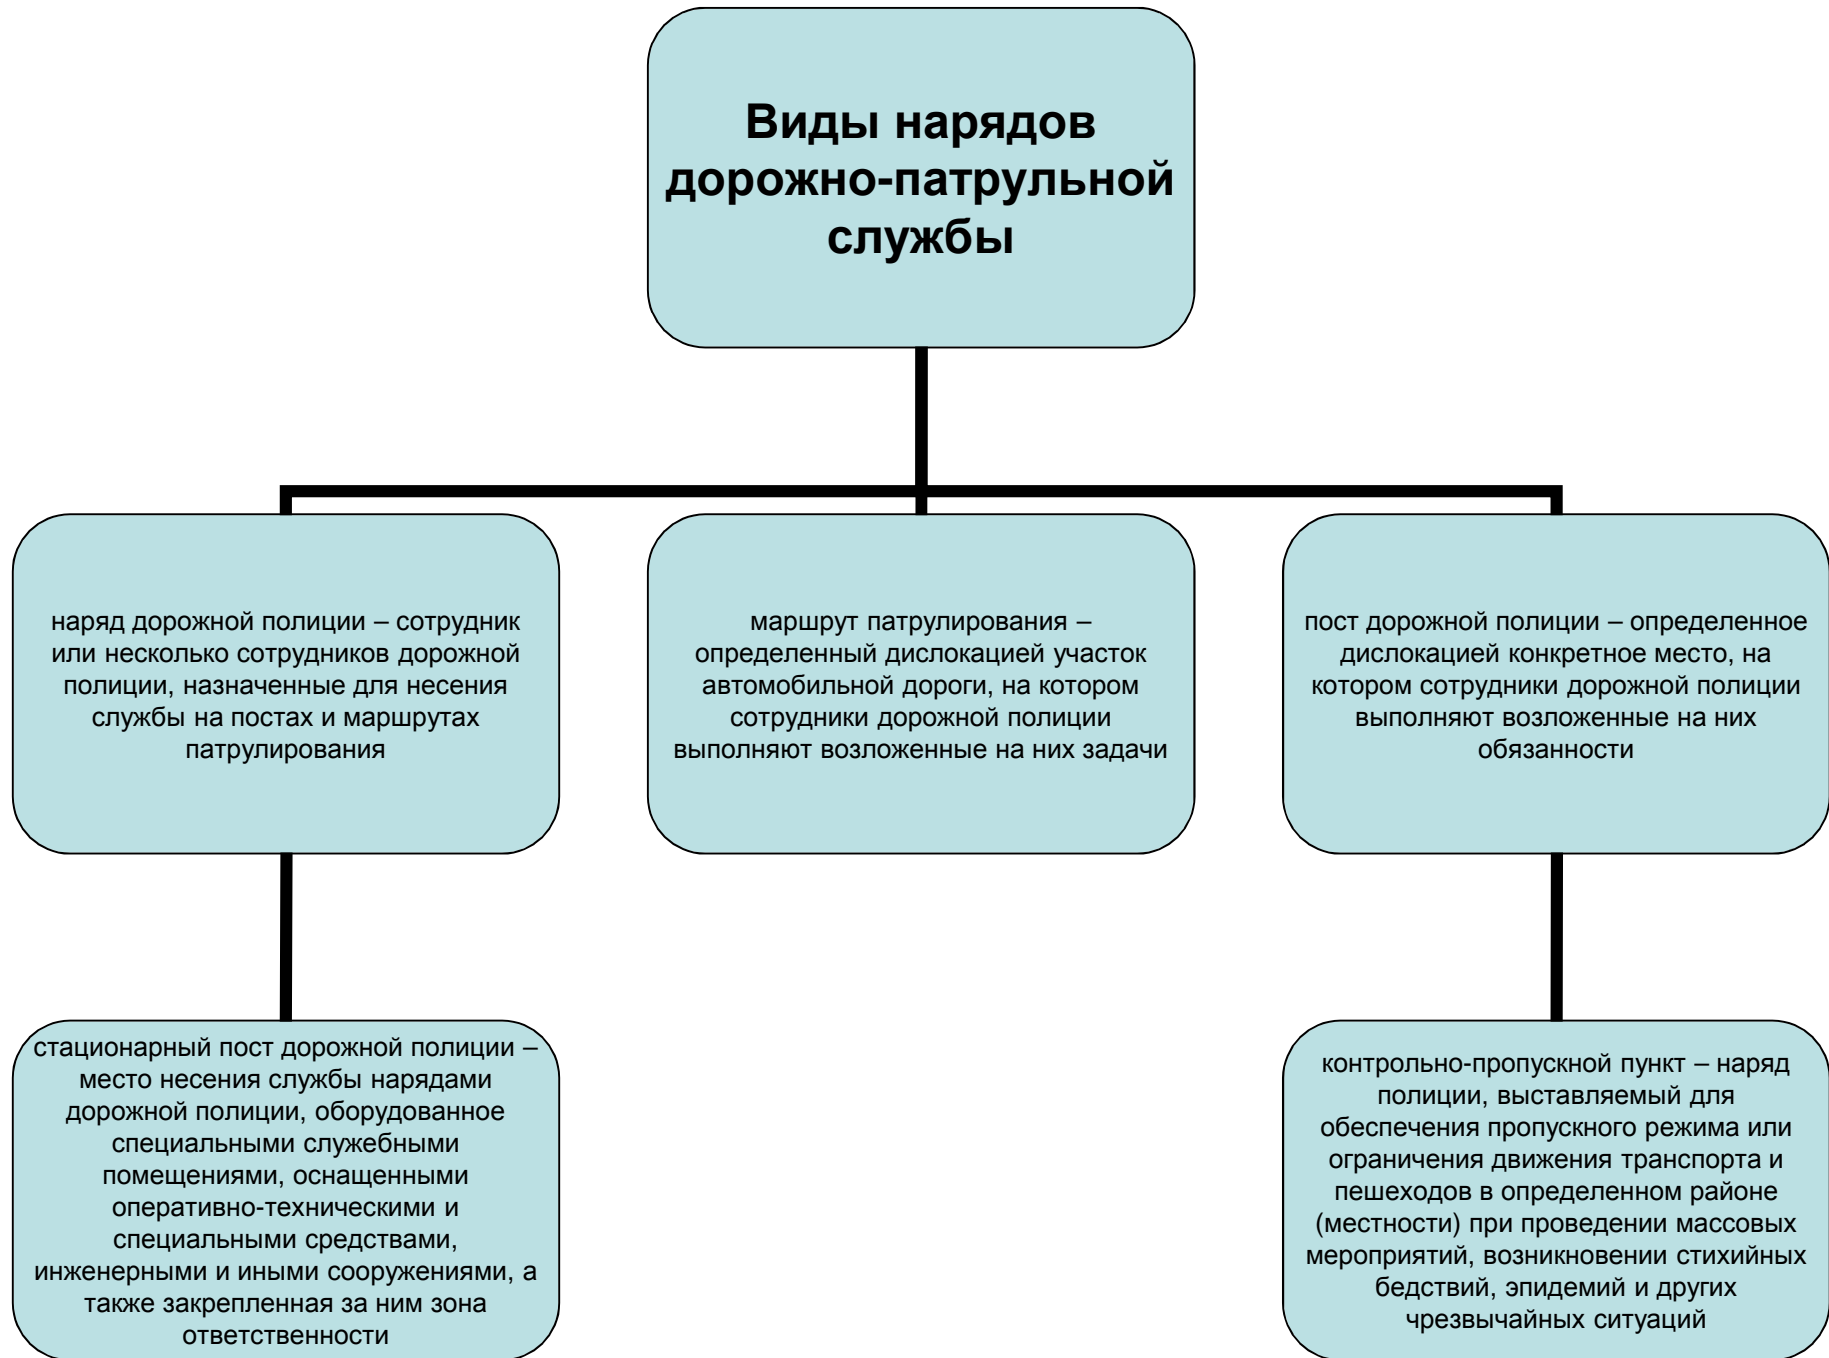 Виды нарядов
дорожно-патрульной
службы
наряд дорожной полиции – сотрудник
или несколько сотрудников дорожной
полиции, назначенные для несения
службы на постах и маршрутах
патрулирования
маршрут патрулирования –
определенный дислокацией участок
автомобильной дороги, на котором
сотрудники дорожной полиции
выполняют возложенные на них задачи
пост дорожной полиции – определенное
дислокацией конкретное место, на
котором сотрудники дорожной полиции
выполняют возложенные на них
обязанности
стационарный пост дорожной полиции –
место несения службы нарядами
дорожной полиции, оборудованное
специальными служебными
помещениями, оснащенными
оперативно-техническими и
специальными средствами,
инженерными и иными сооружениями, а
также закрепленная за ним зона
ответственности
контрольно-пропускной пункт – наряд
полиции, выставляемый для
обеспечения пропускного режима или
ограничения движения транспорта и
пешеходов в определенном районе
(местности) при проведении массовых
мероприятий, возникновении стихийных
бедствий, эпидемий и других
чрезвычайных ситуаций